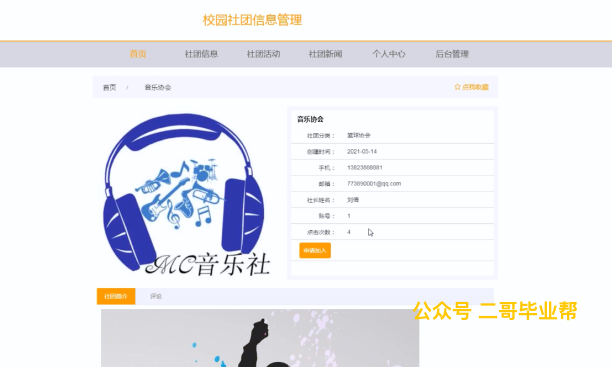 校园社团信息管理
首页 社团信息 社团活动 社团新闻 个人中心 后台管理
首页 / 音乐协会 ☆点我收藏
MC音乐社
音乐协会
社团分类： 篮球协会
创建时间： 2021-05-14
手机： 13823888881
邮箱： 773890001@qq.com
社长姓名： 刘倩
账号： 1
点击次数： 4
申请加入
社团简介 评论
公众号 二哥毕业帮